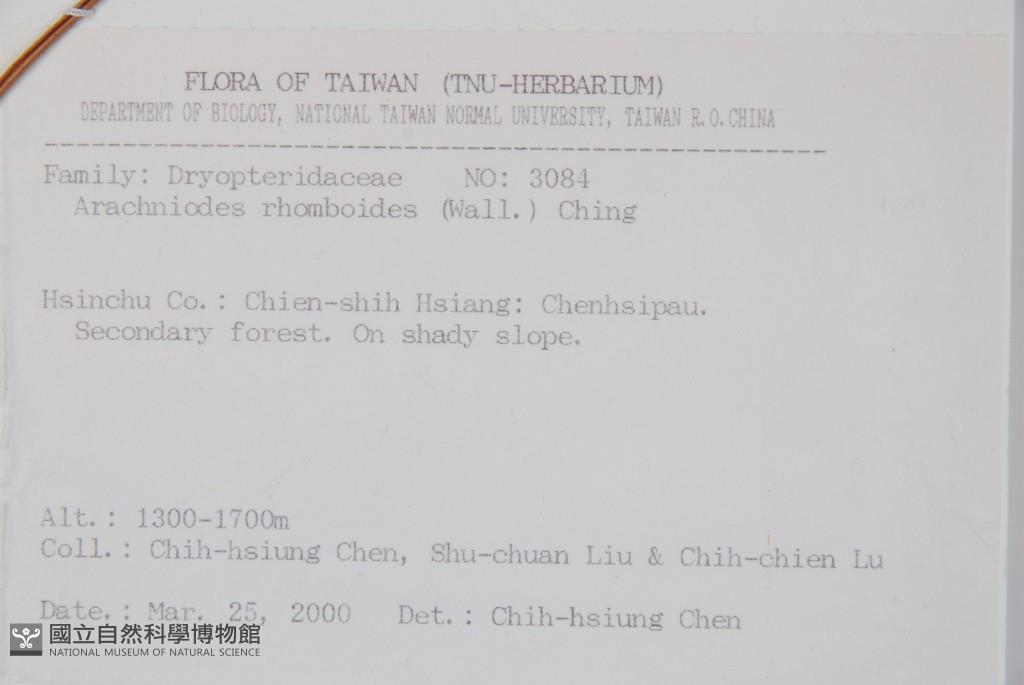 FLORA OF TAIWAN (TNU-HERBARIUM)
DEPARTMENT OF BIOLOGY, NATIONAL TAIWAN NORMAL UNIVERSITY, TAIWAN R.O.CHINA
Family: Dryopteridaceae NO: 3084
Arachniodes rhomboides (Wall.) Ching
Hsinchu Co.: Chien-shih Hsiang: Chenhsipau.
Secondary forest. On shady slope.
Alt.: 1300-1700m
Coll.: Chih-hsiung Chen, Shu-chuan Liu & Chih-chien Lu
Date.: Mar. 25, 2000 Det.: Chih-hsiung Chen
國立自然科學博物館
NATIONAL MUSEUM OF NATURAL SCIENCE